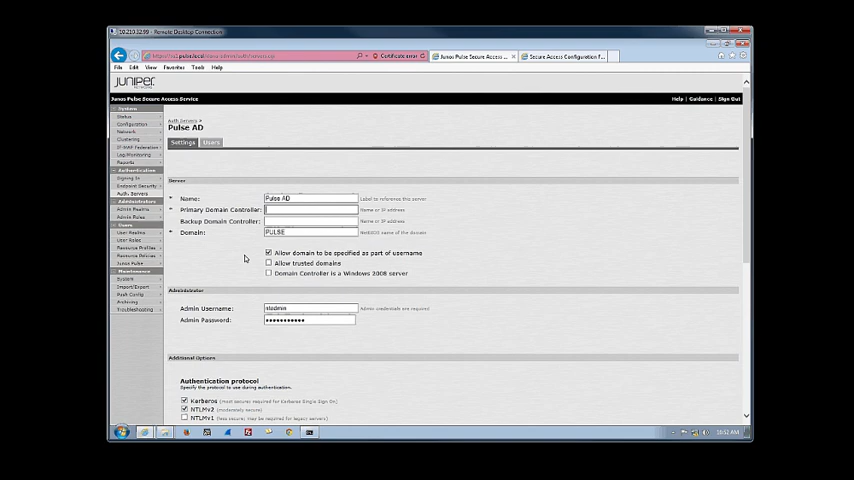 10.210.32.99 - Remote Desktop Connection
Certificate error
Junos Pulse Secure Access ...
Secure Access Configuration F...
File Edit View Favorites Tools Help
JUNIPER
NETWORKS
Junos Pulse Secure Access Service
Help | Guidance | Sign Out
System
Status
Configuration
Network
Clustering
IF-MAP Federation
Log/Monitoring
Reports
Authentication
Signing In
Endpoint Security
Auth. Servers
Administrators
Admin Realms
Admin Roles
Users
User Realms
User Roles
Resource Profiles
Resource Policies
Junos Pulse
Maintenance
System
Import/Export
Push Config
Archiving
Troubleshooting
Auth Servers >
Pulse AD
Settings Users
Server
* Name: Pulse AD Label to reference this server
* Primary Domain Controller: Name or IP address
Backup Domain Controller: Name or IP address
* Domain: PULSE NetBIOS name of the domain
Allow domain to be specified as part of username
Allow trusted domains
Domain Controller is a Windows 2008 server
Administrator
Admin Username: Admin credentials are required
Admin Password:
Additional Options
Authentication protocol
Specify the protocol to use during authentication.
Kerberos (most secure; required for Kerberos Single Sign On)
NTLMv2 (moderately secure)
NTLMv1 (less secure; may be required for legacy servers)
10:52 AM